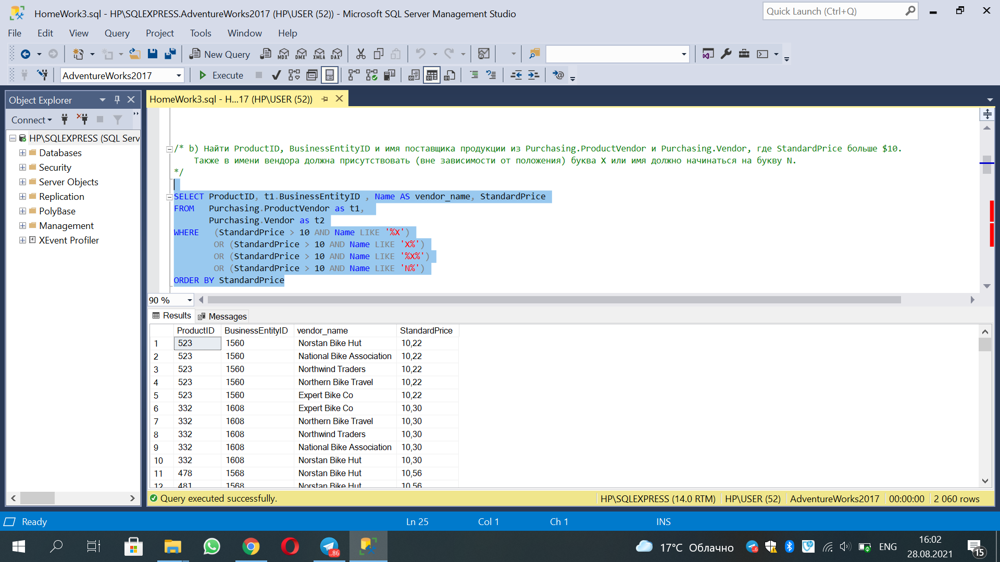 HomeWork3.sql - HP\SQLEXPRESS.AdventureWorks2017 (HP\USER (52)) - Microsoft SQL Server Management Studio
Quick Launch (Ctrl+Q)
File Edit View Query Project Tools Window Help
New Query MDX DMX XMLA DAX
AdventureWorks2017 Execute
Object Explorer
HomeWork3.sql - H...17 (HP\USER (52))
Connect
HP\SQLEXPRESS (SQL Serv
Databases
Security
Server Objects
Replication
PolyBase
Management
XEvent Profiler
/* b) Найти ProductID, BusinessEntityID и имя поставщика продукции из Purchasing.ProductVendor и Purchasing.Vendor, где StandardPrice больше $10.
Также в имени вендора должна присутствовать (вне зависимости от положения) буква X или имя должно начинаться на букву N.
*/
SELECT ProductID, t1.BusinessEntityID , Name AS vendor_name, StandardPrice
FROM Purchasing.ProductVendor as t1,
Purchasing.Vendor as t2
WHERE (StandardPrice > 10 AND Name LIKE '%X')
OR (StandardPrice > 10 AND Name LIKE 'X%')
OR (StandardPrice > 10 AND Name LIKE '%X%')
OR (StandardPrice > 10 AND Name LIKE 'N%')
ORDER BY StandardPrice
90 %
Results Messages
ProductID BusinessEntityID vendor_name StandardPrice
1 523 1560 Norstan Bike Hut 10,22
2 523 1560 National Bike Association 10,22
3 523 1560 Northwind Traders 10,22
4 523 1560 Northern Bike Travel 10,22
5 523 1560 Expert Bike Co 10,22
6 332 1608 Expert Bike Co 10,30
7 332 1608 Northern Bike Travel 10,30
8 332 1608 Northwind Traders 10,30
9 332 1608 National Bike Association 10,30
10 332 1608 Norstan Bike Hut 10,30
11 478 1568 Norstan Bike Hut 10,56
12 481 1568 Norstan Bike Hut 10,56
Query executed successfully. HP\SQLEXPRESS (14.0 RTM) HP\USER (52) AdventureWorks2017 00:00:00 2 060 rows
Ready Ln 25 Col 1 Ch 1 INS
..86
17°C Облачно
6
ENG
16:02
28.08.2021
15